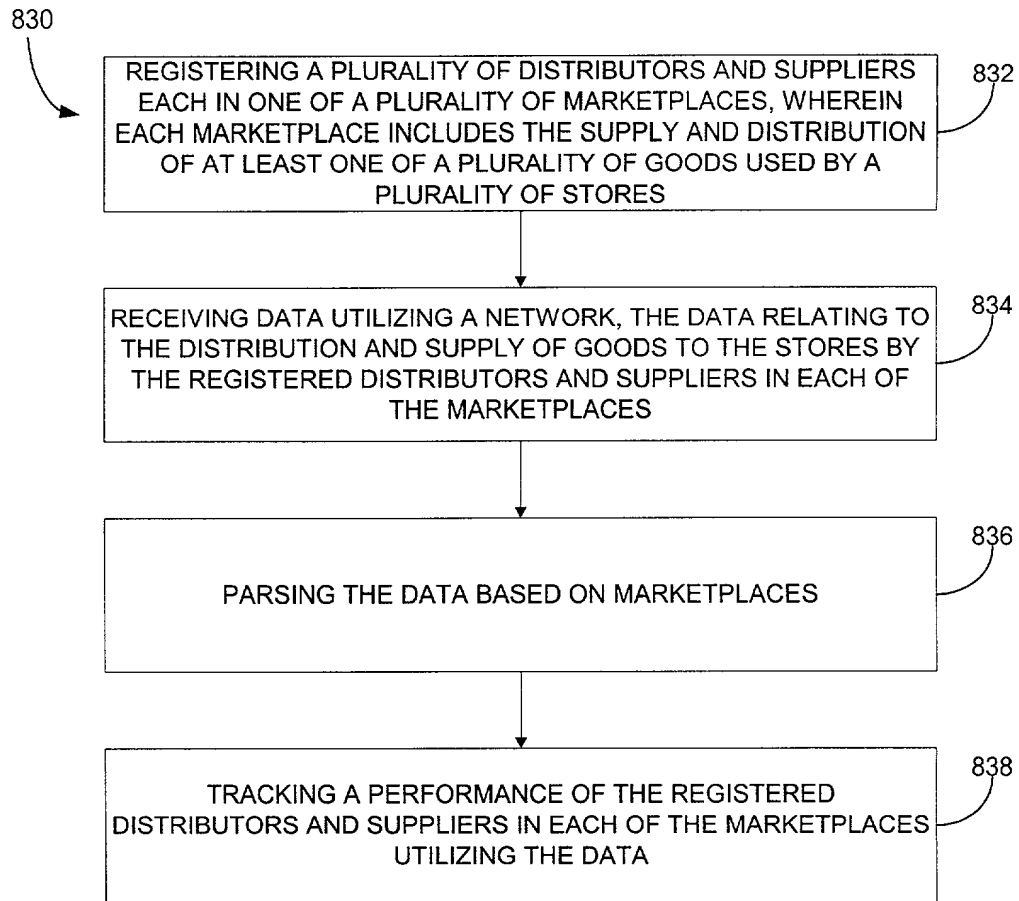 830
REGISTERING A PLURALITY OF DISTRIBUTORS AND SUPPLIERS
EACH IN ONE OF A PLURALITY OF MARKETPLACES, WHEREIN
EACH MARKETPLACE INCLUDES THE SUPPLY AND DISTRIBUTION
OF AT LEAST ONE OF A PLURALITY OF GOODS USED BY A
PLURALITY OF STORES
832
RECEIVING DATA UTILIZING A NETWORK, THE DATA RELATING TO
THE DISTRIBUTION AND SUPPLY OF GOODS TO THE STORES BY
THE REGISTERED DISTRIBUTORS AND SUPPLIERS IN EACH OF
THE MARKETPLACES
834
PARSING THE DATA BASED ON MARKETPLACES
836
TRACKING A PERFORMANCE OF THE REGISTERED
DISTRIBUTORS AND SUPPLIERS IN EACH OF THE MARKETPLACES
UTILIZING THE DATA
838